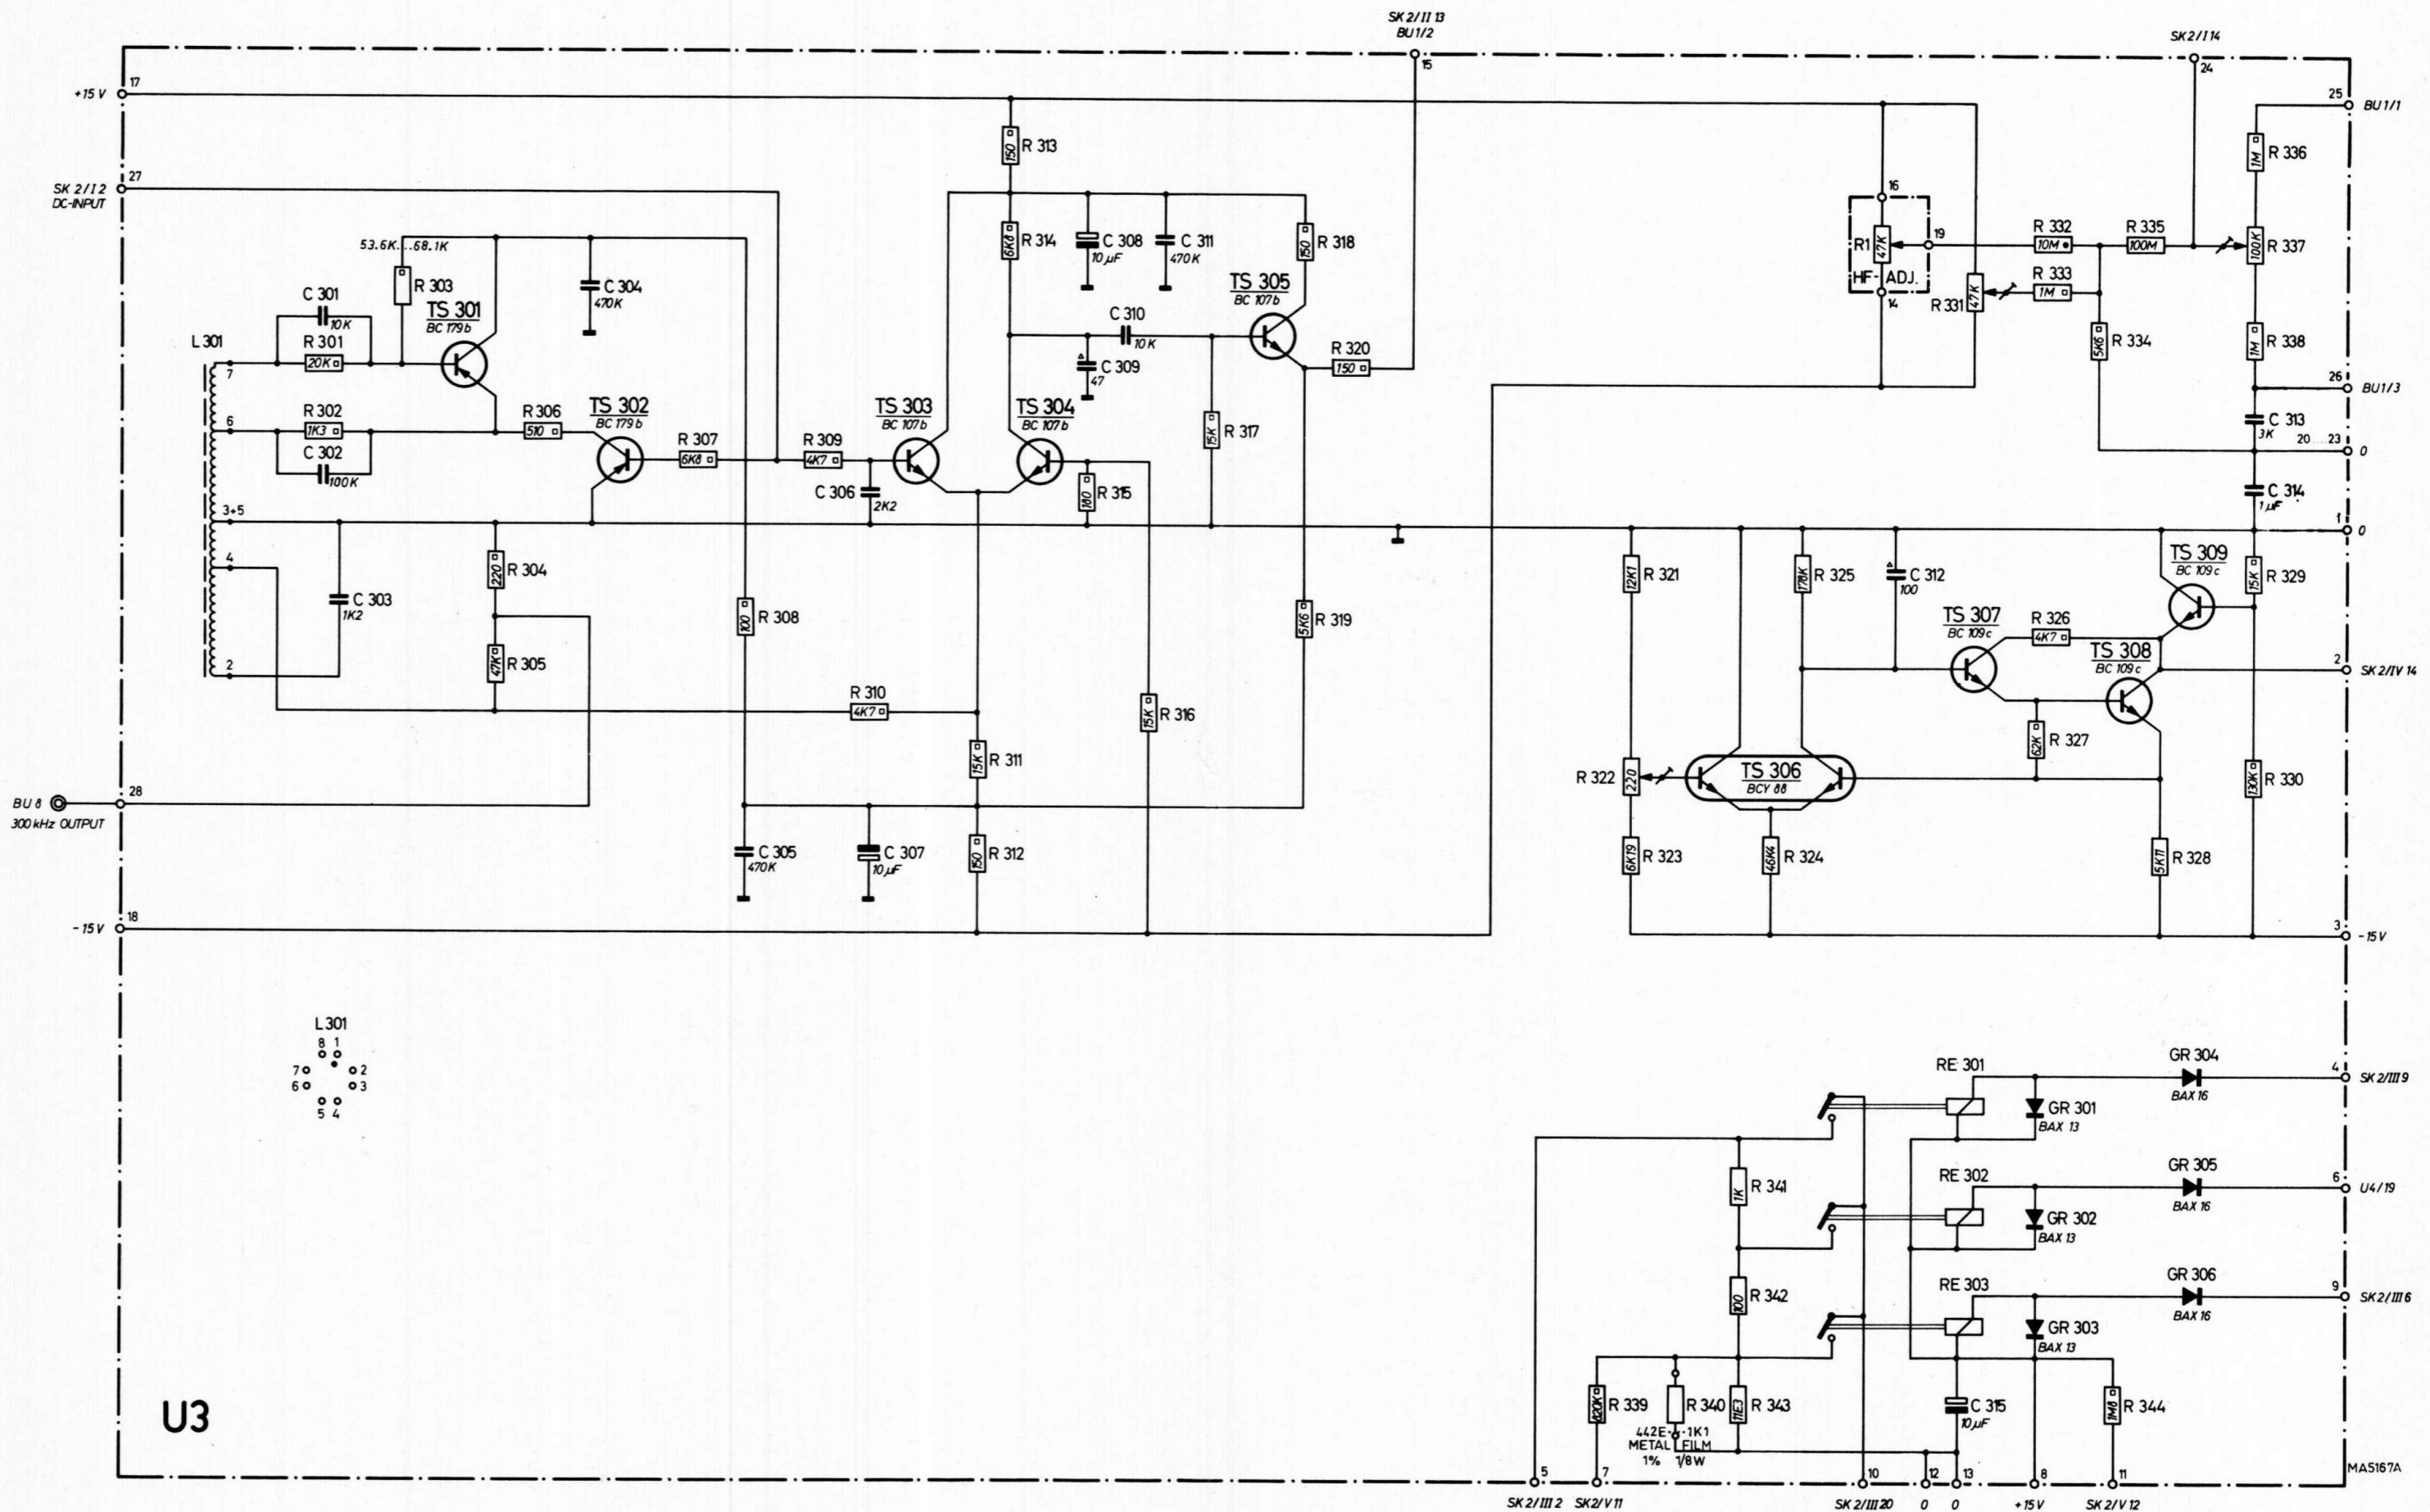 SK 2/II 13
BU 1/2
15
SK 2/I 14
24
+15 V
17
25
BU 1/1
SK 2/I 2
DC-INPUT
27
R 313
150
R 336
1M
16
R1
47K
HF-ADJ.
19
14
R 331
47K
R 332
10M
R 333
1M
R 335
100M
R 334
5K6
R 337
100K
R 338
1M
26
BU 1/3
C 313
3K
20....23
0
C 314
1µF
1
0
53.6K...68.1K
R 303
C 301
10K
R 301
20K
TS 301
BC 179b
C 304
470K
L 301
7
6
3+5
4
2
R 302
1K3
C 302
100K
R 306
510
TS 302
BC 179b
R 307
6K8
R 309
4K7
C 306
2K2
TS 303
BC 107b
TS 304
BC 107b
R 314
6K8
C 308
10µF
C 311
470K
R 318
150
TS 305
BC 107b
C 310
10K
C 309
47
R 320
150
R 317
15K
R 315
180
C 303
1K2
R 304
220
R 305
47K
R 308
100
R 310
4K7
R 311
15K
R 316
15K
R 319
5K6
BU 8
300 kHz OUTPUT
28
C 305
470K
C 307
10µF
R 312
150
-15 V
18
R 321
12K1
R 325
178K
C 312
100
TS 307
BC 109c
R 326
4K7
TS 308
BC 109c
TS 309
BC 109c
R 329
15K
2
SK 2/IV 14
R 322
220
TS 306
BCY 88
R 327
62K
R 330
130K
R 323
6K19
R 324
46K4
R 328
5K11
3
-15 V
L 301
8 1
7 2
6 3
5 4
RE 301
GR 304
BAX 16
4
SK 2/III 9
GR 301
BAX 13
R 341
1K
RE 302
GR 305
BAX 16
6
U4/19
GR 302
BAX 13
R 342
100
RE 303
GR 306
BAX 16
9
SK 2/III 6
GR 303
BAX 13
R 339
820K
R 340
442E...1K1
METAL FILM
1% 1/8W
R 343
11E3
C 315
10µF
R 344
1M8
U3
MA5167A
5
7
10
12
13
8
11
SK 2/III 2
SK 2/V 11
SK 2/III 20
0
0
+15 V
SK 2/V 12